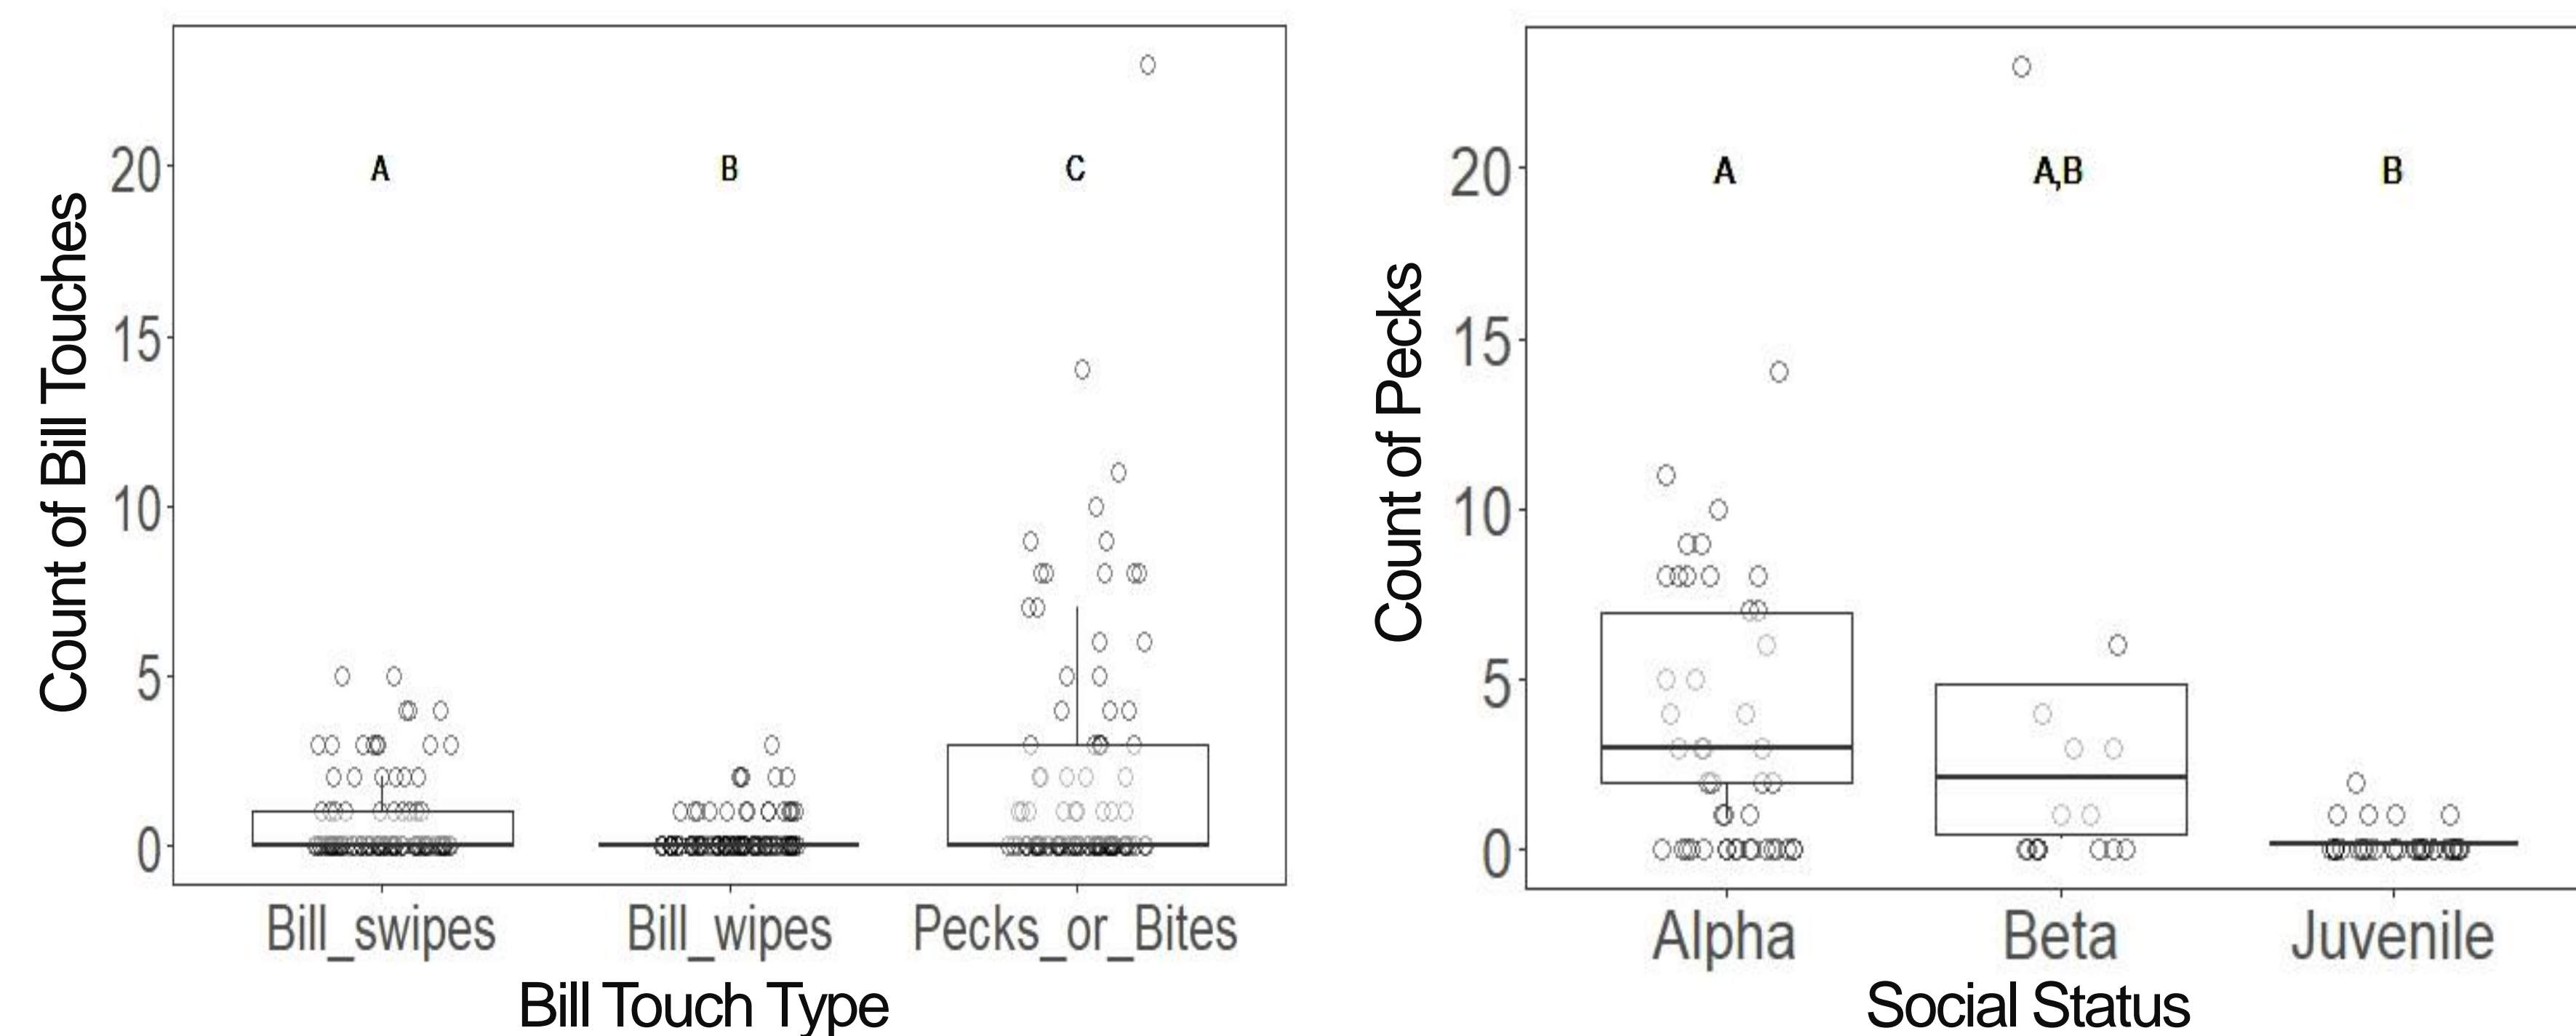 Count of Bill Touches
20
15
10
5
0
A
B
C
Bill_swipes
Bill_wipes
Pecks_or_Bites
Bill Touch Type
Count of Pecks
20
15
10
5
0
A
A,B
B
Alpha
Beta
Juvenile
Social Status